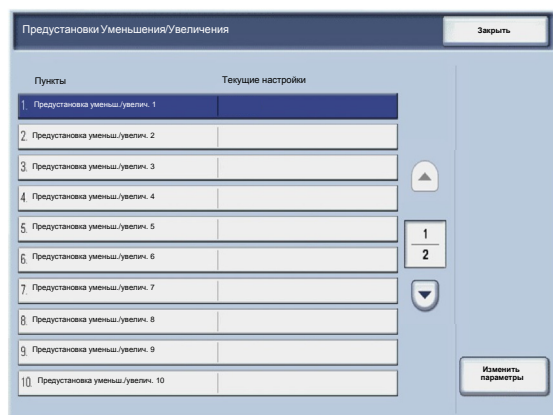 Предустановки Уменьшения/Увеличения
Закрыть
Пункты Текущие настройки
1. Предустановка уменьш./увелич. 1
2. Предустановка уменьш./увелич. 2
3. Предустановка уменьш./увелич. 3
4. Предустановка уменьш./увелич. 4
5. Предустановка уменьш./увелич. 5
6. Предустановка уменьш./увелич. 6
7. Предустановка уменьш./увелич. 7
8. Предустановка уменьш./увелич. 8
9. Предустановка уменьш./увелич. 9
10. Предустановка уменьш./увелич. 10
1
2
Изменить
параметры